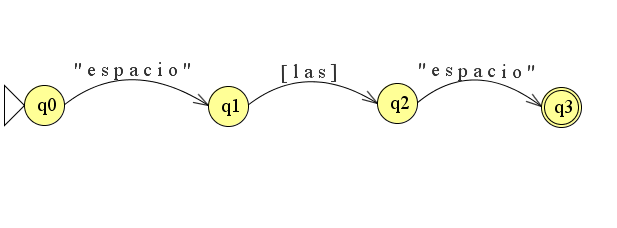 "espacio" [las] "espacio"
q0 q1 q2 q3